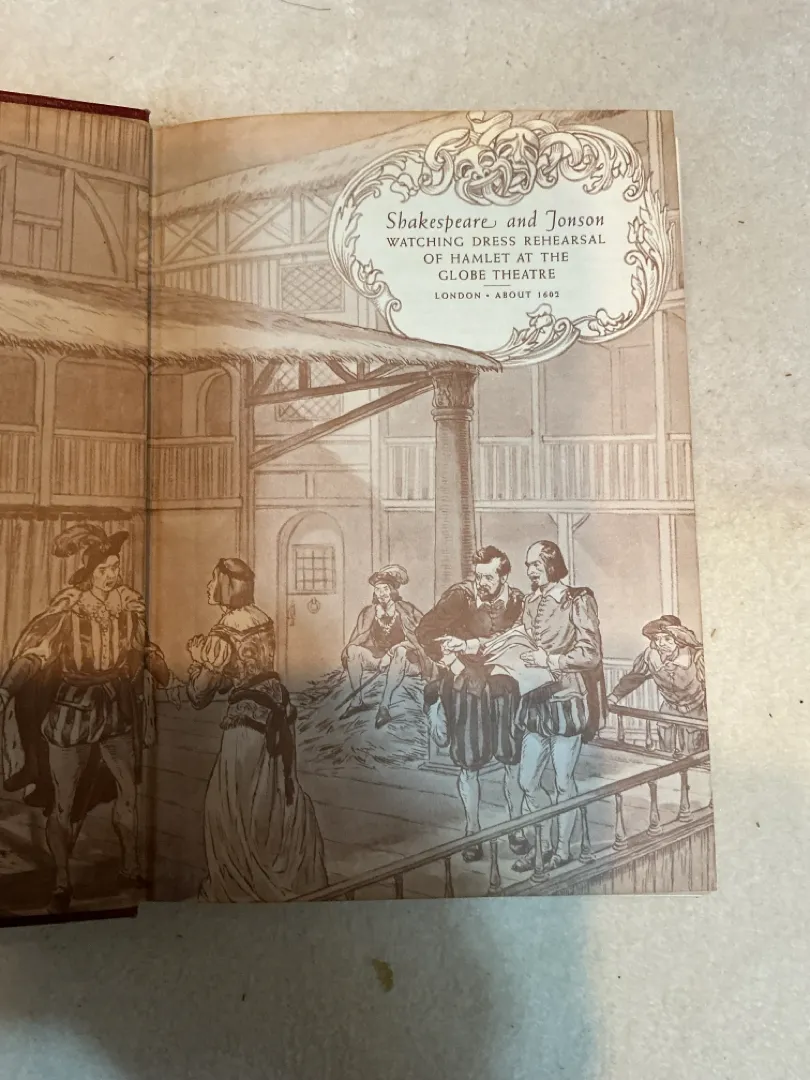 Shakespeare and Jonson
WATCHING DRESS REHEARSAL
OF HAMLET AT THE
GLOBE THEATRE
LONDON • ABOUT 1602